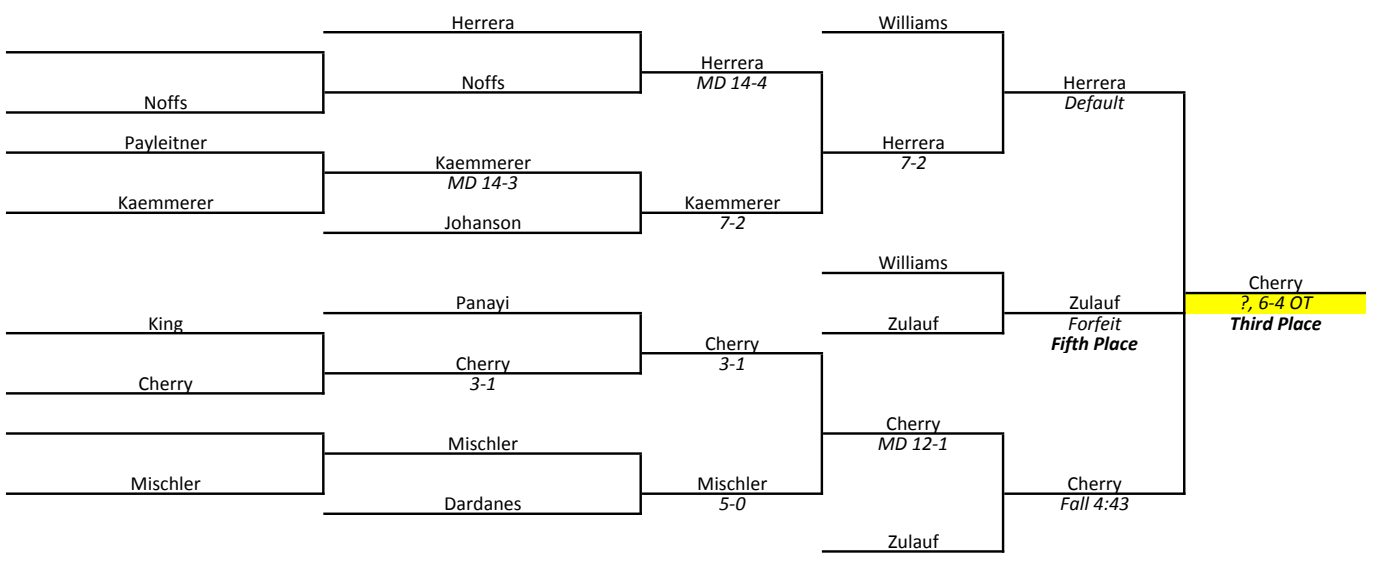 Herrera
Williams
Herrera
MD 14-4
Noffs
Herrera
Default
Noffs
Payleitner
Herrera
7-2
Kaemmerer
MD 14-3
Kaemmerer
Kaemmerer
7-2
Johanson
Williams
Cherry
?, 6-4 OT
Third Place
Panayi
Zulauf
Forfeit
Fifth Place
King
Zulauf
Cherry
3-1
Cherry
3-1
Cherry
Cherry
MD 12-1
Mischler
Mischler
Mischler
5-0
Cherry
Fall 4:43
Dardanes
Zulauf